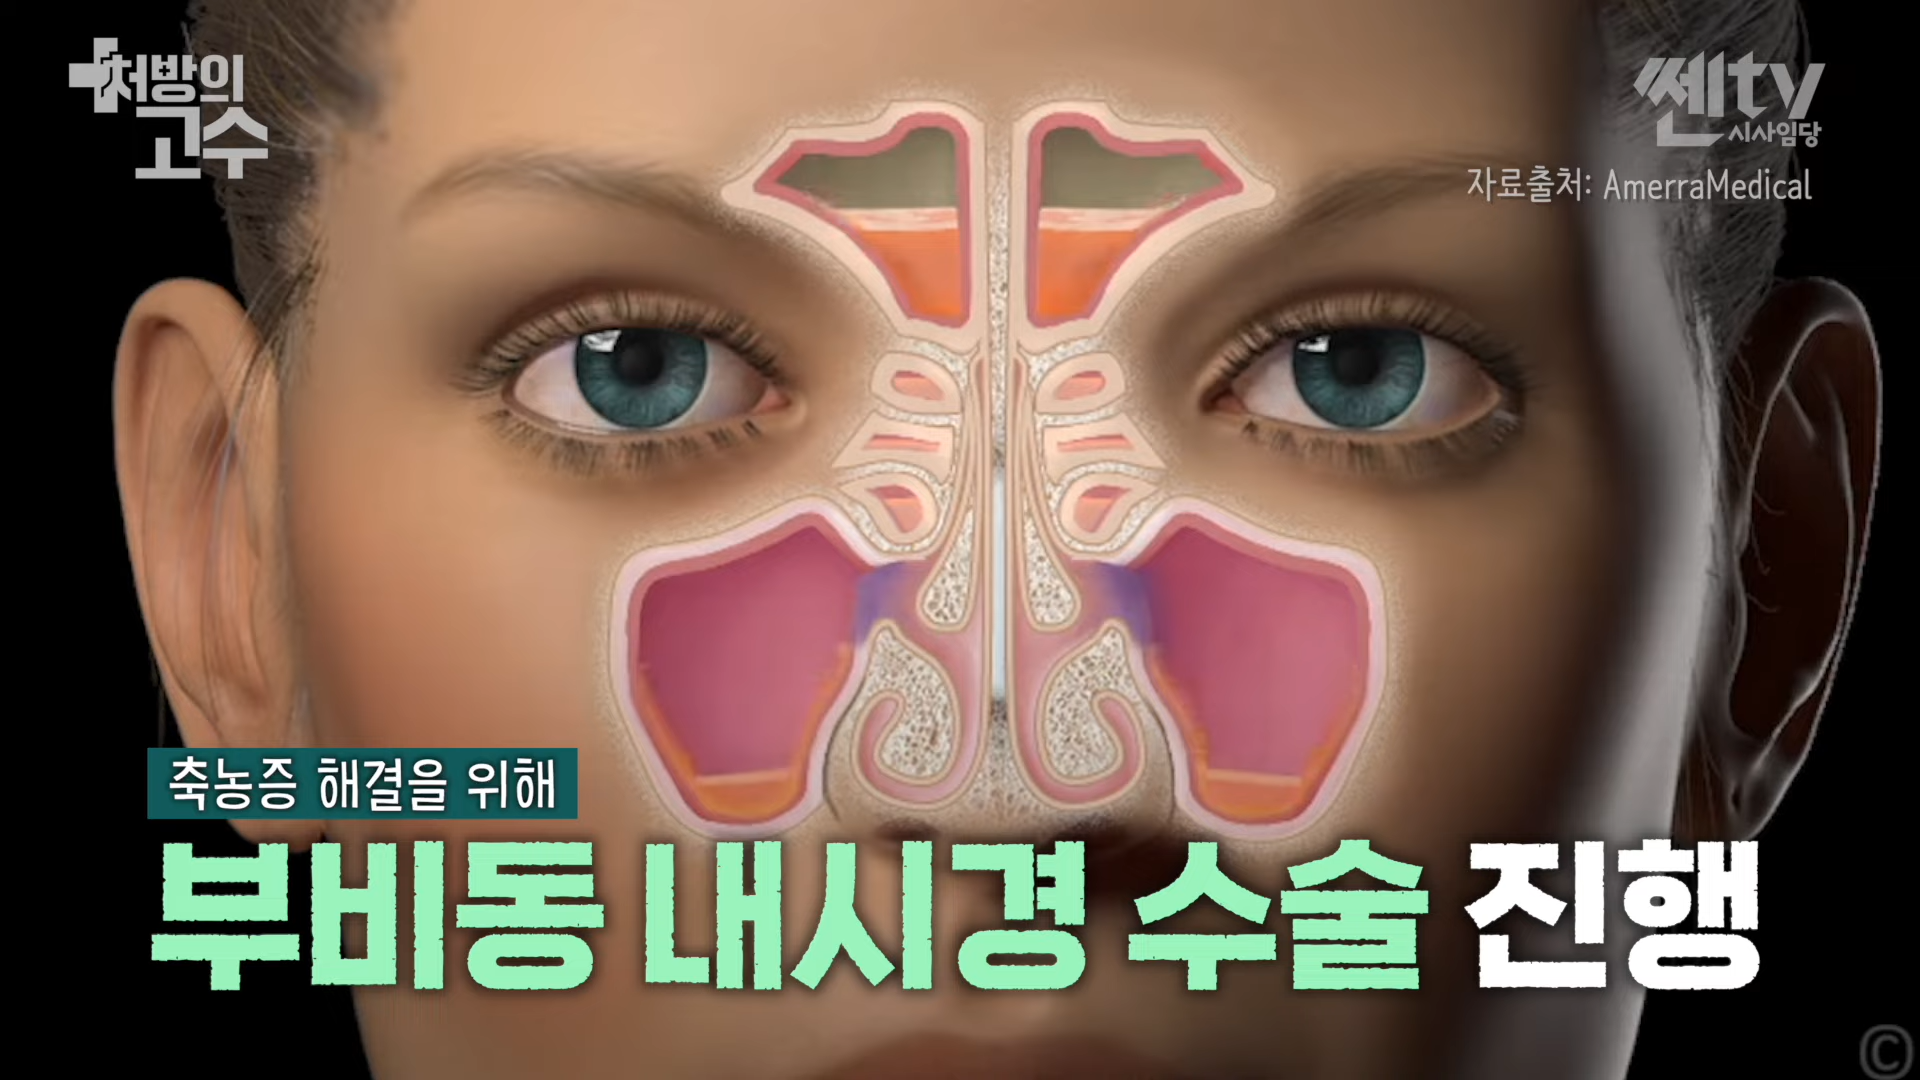 처방의
고수
쎈tv
시사임당
자료출처: AmerraMedical
축농증 해결을 위해
부비동 내시경 수술 진행
©